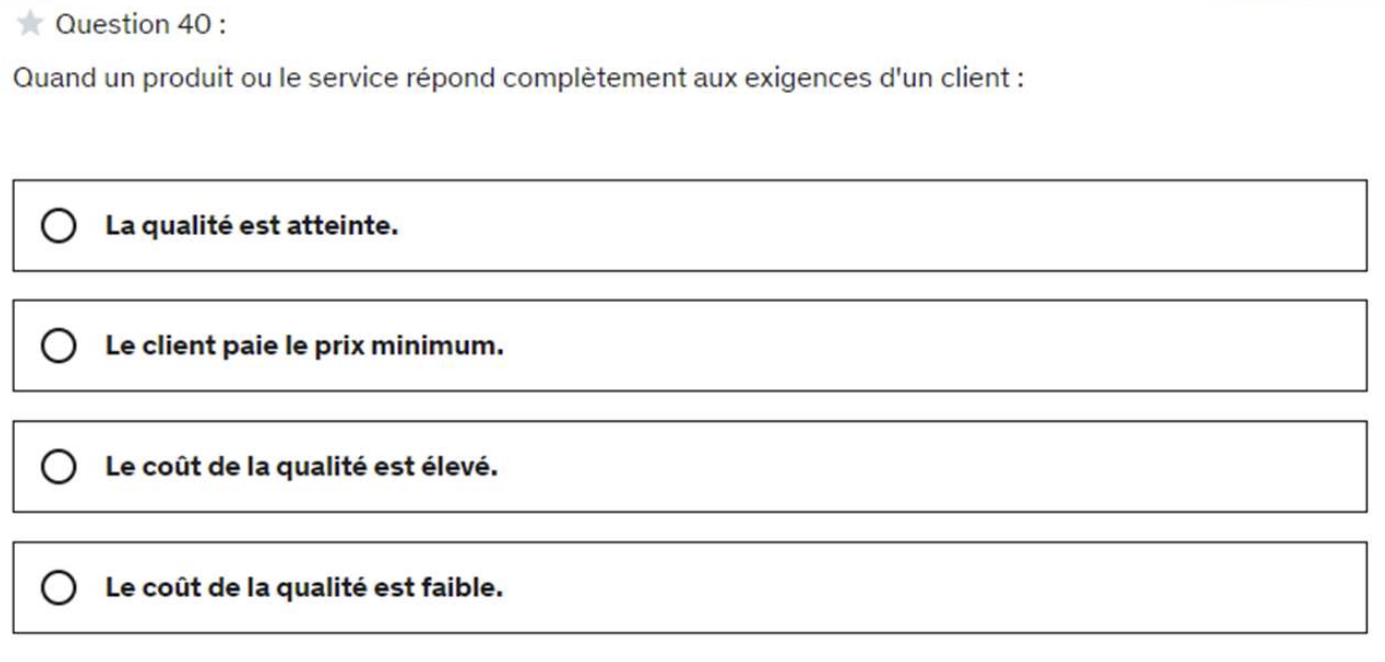 Question 40 :
Quand un produit ou le service répond complètement aux exigences d'un client :
La qualité est atteinte.
Le client paie le prix minimum.
Le coût de la qualité est élevé.
Le coût de la qualité est faible.